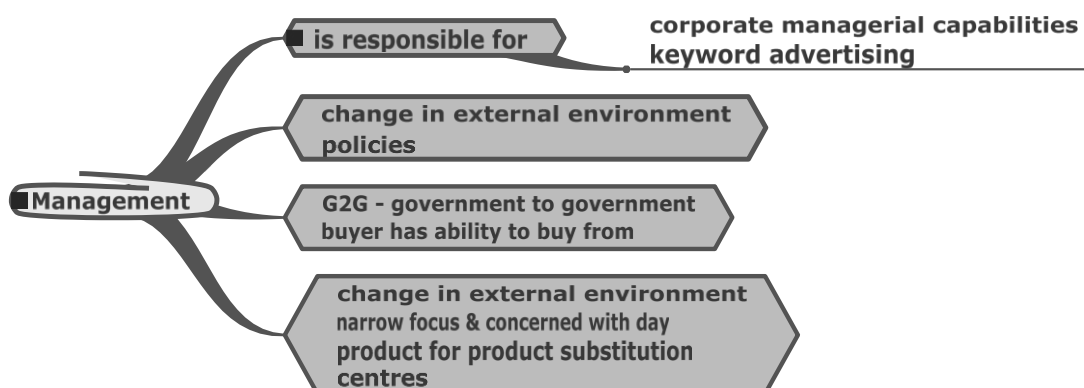 is responsible for
corporate managerial capabilities
keyword advertising
change in external environment
policies
Management
G2G - government to government
buyer has ability to buy from
change in external environment
narrow focus & concerned with day
product for product substitution
centres